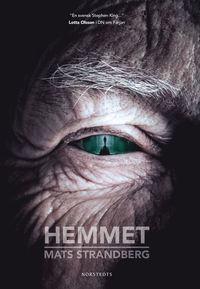 "En svensk Stephen King..."
Lotta Olsson i DN om Färjan
HEMMET
MATS STRANDBERG
NORSTEDTS